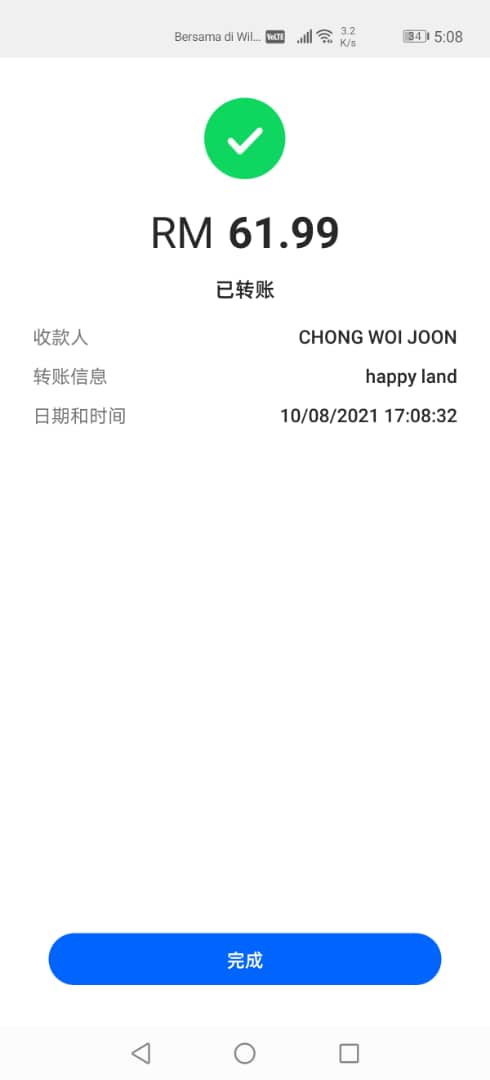 Bersama di Wil... VoLTE 3.2 K/s 34 5:08
RM 61.99
已转账
收款人 CHONG WOI JOON
转账信息 happy land
日期和时间 10/08/2021 17:08:32
完成